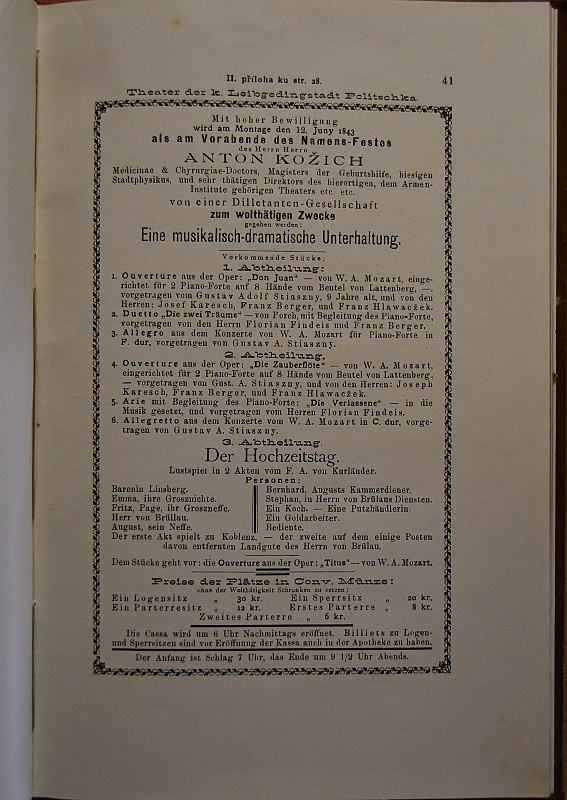 II. příloha ku str. 28.
41
Theater der k. Leibgedingstadt Politschka
Mit hoher Bewilligung
wird am Montage den 12. Juny 1843
als am Vorabende des Namens-Festes
des Herrn Herrn
ANTON KOŽICH
Medicinae & Chyrurgiae-Doctors, Magisters der Geburtshilfe, hiesigen
Stadtphysikus, und sehr thätigen Direktors des hierortigen, dem Armen-
Institute gehörigen Theaters etc. etc.
von einer Dilletanten-Gesellschaft
zum wolthätigen Zwecke
gegeben werden:
Eine musikalisch-dramatische Unterhaltung.
Vorkommende Stücke:
1. Abtheilung:
1. Ouverture aus der Oper: „Don Juan" — von W. A. Mozart, einge-
richtet für 2 Piano-Forte auf 8 Hände vom Beutel von Lattenberg, —.
vorgetragen vom Gustav Adolf Stiaszny, 9 Jahre alt, und von den
Herren: Josef Karesch, Franz Berger, und Franz Hlawaczek.
2. Duetto „Die zwei Träume" — von Porch, mit Begleitung des Piano-Forte,
vorgetragen von den Herrn Florian Findeis und Franz Berger.
3. Allegro aus dem Konzerte von W. A. Mozart für Piano-Forte in
F. dur, vorgetragen von Gustav A. Stiaszny.
2. Abtheilung.
4. Ouverture aus der Oper: „Die Zauberflöte" — von W. A. Mozart,
eingerichtet für 2 Piano-Forte auf 8 Hände vom Beutel von Lattenberg,
— vorgetragen von Gust. A. Stiaszny, und von den Herren: Joseph
Karesch, Franz Berger, und Franz Hlawaczek.
5. Arie mit Begleitung des Piano-Forte: „Die Verlassene" — in die
Musik gesetzt, und vorgetragen vom Herren Florian Findeis.
6. Allegretto aus dem Konzerte von W. A. Mozart in C. dur, vorge-
tragen von Gustav A. Stiaszny.
3. Abtheilung.
Der Hochzeitstag.
Lustspiel in 2 Akten vom F. A. von Kurländer.
Personen:
Baronin Linsberg.
Emma, ihre Grosznichte.
Fritz, Page, ihr Groszneffe.
Herr von Brüllau.
August, sein Neffe.
Bernhard, Augusts Kammerdiener.
Stephan, in Herrn von Brülaus Diensten.
Ein Koch. — Eine Putzhändlerin.
Ein Goldarbeiter.
Bediente.
Der erste Akt spielt zu Koblenz, — der zweite auf dem einige Posten
davon entfernten Landgute des Herrn von Brülau.
Dem Stücke geht vor: die Ouverture aus der Oper: „Titus" — von W. A. Mozart.
Preise der Plätze in Conv. Münze:
ohne der Wolthätigkeit Schranken zu setzen:
Ein Logensitz „ 30 kr. Ein Sperrsitz „ 20 kr.
Ein Parterresitz „ 12 kr. Erstes Parterre „ 8 kr.
Zweites Parterre „ 6 kr.
Die Cassa wird um 6 Uhr Nachmittags eröffnet. Billiets zu Logen-
und Sperrsitzen sind vor Eröffnung der Kassa auch in der Apotheke zu haben.
Der Anfang ist Schlag 7 Uhr, das Ende um 9 1/2 Uhr Abends.